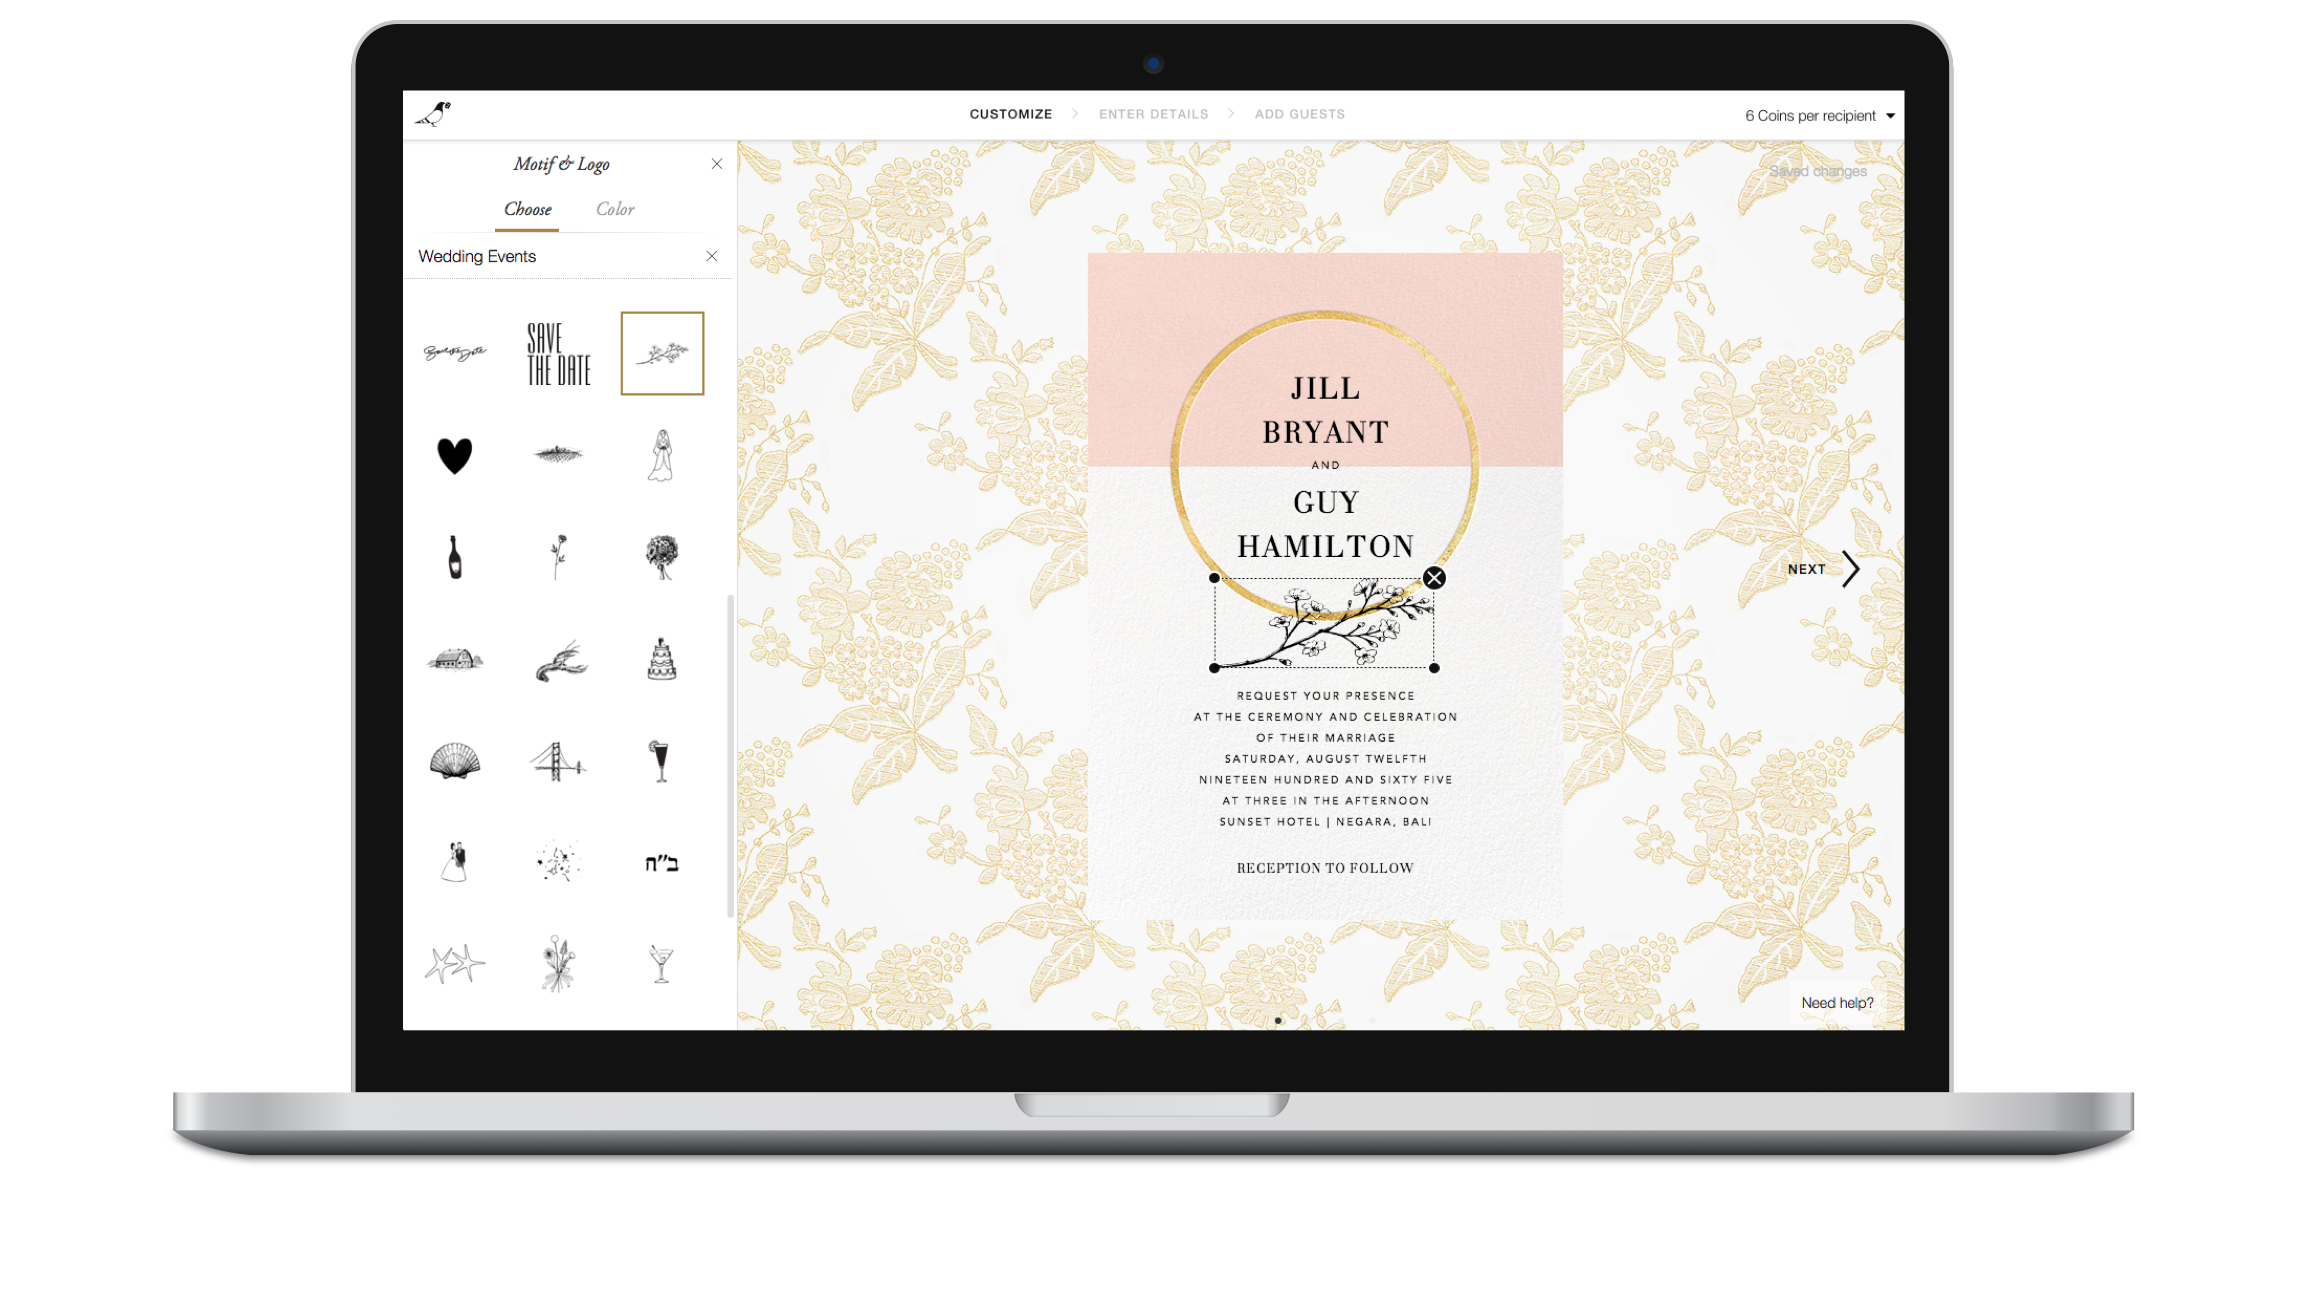 CUSTOMIZE > ENTER DETAILS > ADD GUESTS
6 Coins per recipient
Motif & Logo
Choose Color
Wedding Events
Save the Date
SAVE
THE DATE
ב״ה
Saved changes
JILL
BRYANT
AND
GUY
HAMILTON
REQUEST YOUR PRESENCE
AT THE CEREMONY AND CELEBRATION
OF THEIR MARRIAGE
SATURDAY, AUGUST TWELFTH
NINETEEN HUNDRED AND SIXTY FIVE
AT THREE IN THE AFTERNOON
SUNSET HOTEL | NEGARA, BALI
RECEPTION TO FOLLOW
NEXT
Need help?